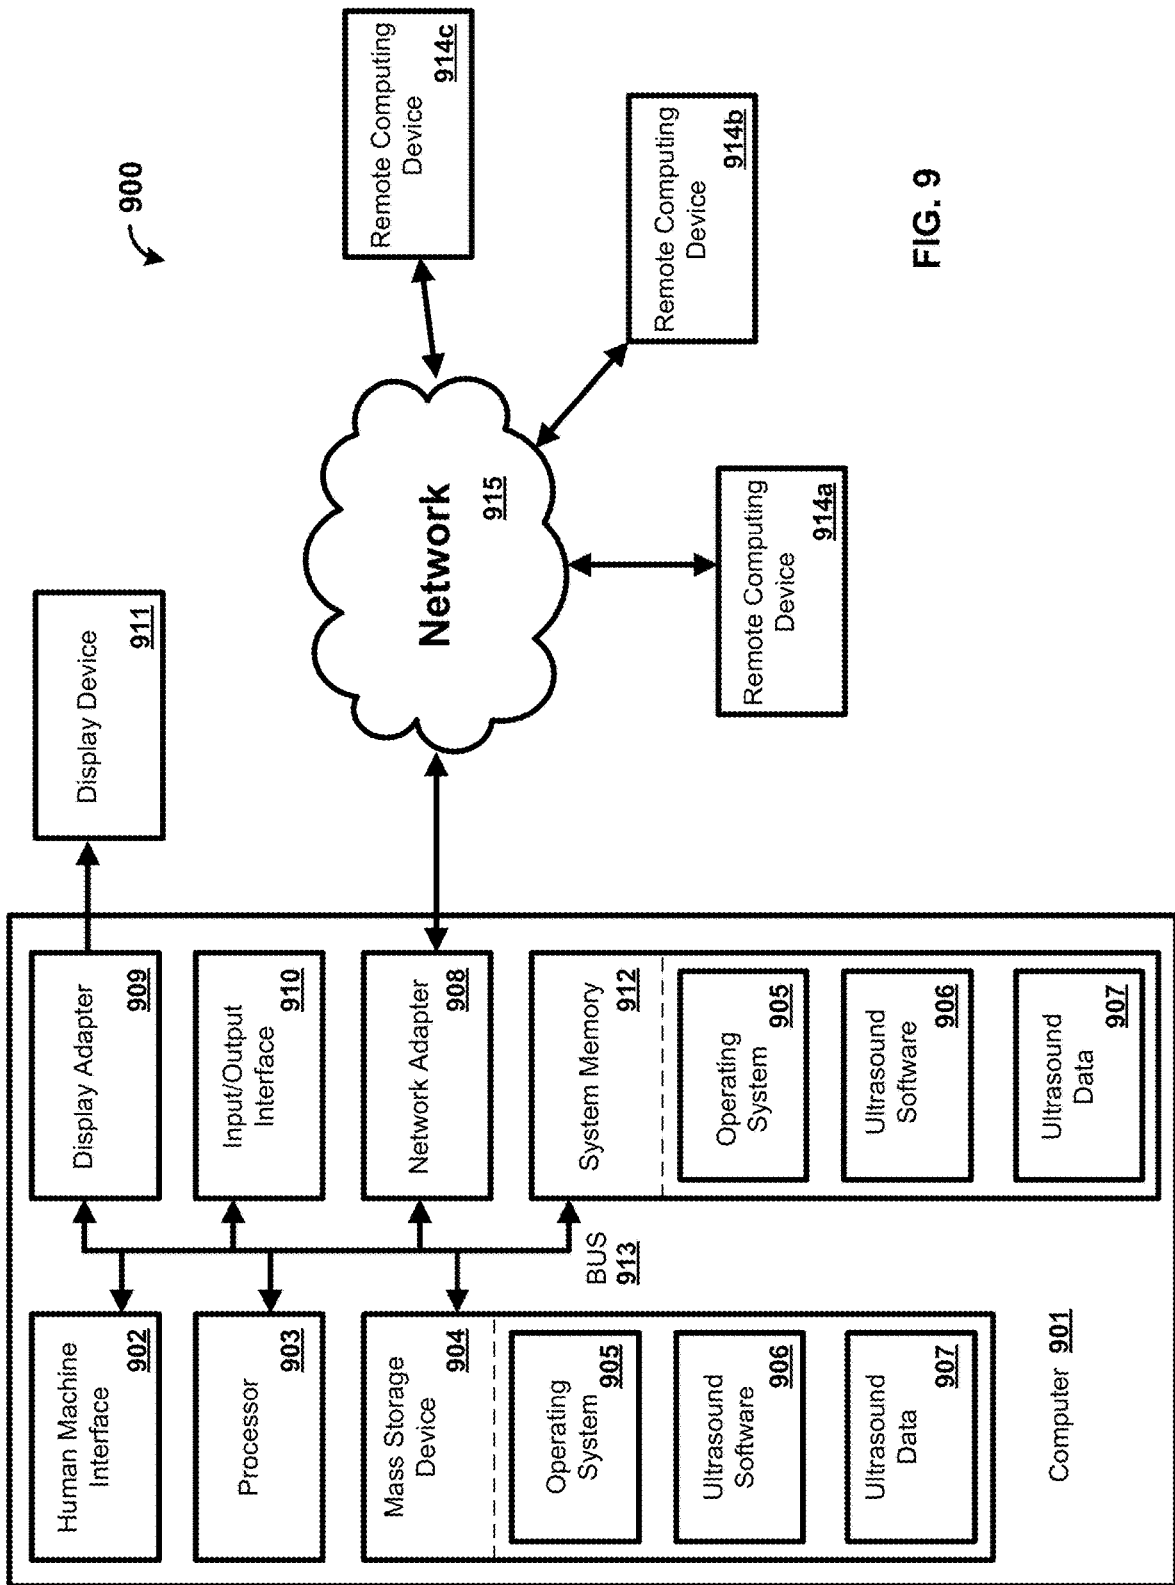 900
Human Machine
Interface
902
Processor
903
Mass Storage
Device
904
Operating
System
905
Ultrasound
Software
906
Ultrasound
Data
907
Computer 901
BUS
913
Display Adapter
909
Input/Output
Interface
910
Network Adapter
908
System Memory
912
Operating
System
905
Ultrasound
Software
906
Ultrasound
Data
907
Display Device
911
Network
915
Remote Computing
Device
914a
Remote Computing
Device
914b
Remote Computing
Device
914c
FIG. 9